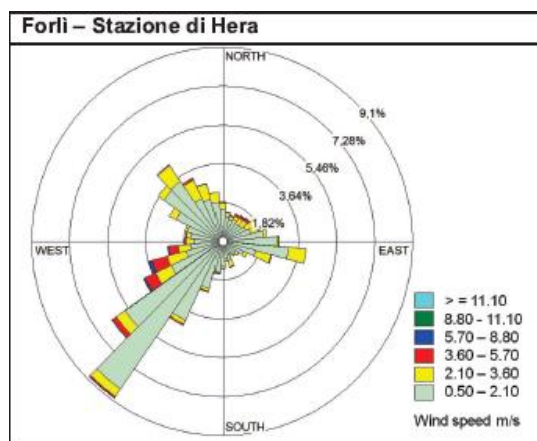 Forlì – Stazione di Hera
NORTH
9,1%
7,28%
5,46%
3,64%
1,82%
WEST
EAST
> = 11.10
8.80 - 11.10
5.70 – 8.80
3.60 – 5.70
2.10 – 3.60
0.50 – 2.10
Wind speed m/s
SOUTH